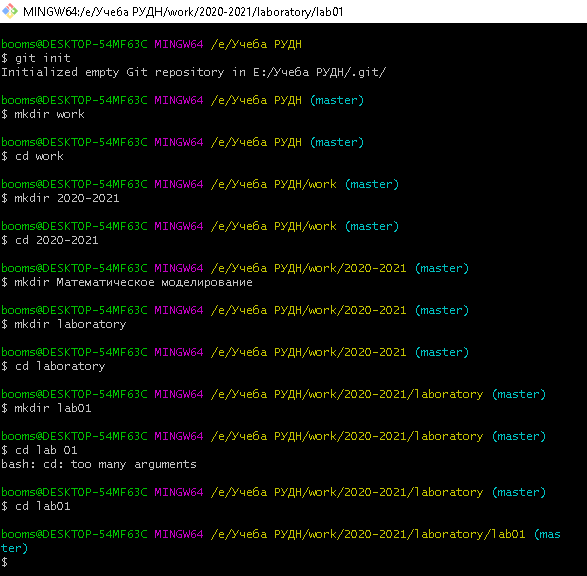 MINGW64:/e/Учеба РУДН/work/2020-2021/laboratory/lab01
booms@DESKTOP-54MF63C MINGW64 /e/Учеба РУДН
$ git init
Initialized empty Git repository in E:/Учеба РУДН/.git/
booms@DESKTOP-54MF63C MINGW64 /e/Учеба РУДН (master)
$ mkdir work
booms@DESKTOP-54MF63C MINGW64 /e/Учеба РУДН (master)
$ cd work
booms@DESKTOP-54MF63C MINGW64 /e/Учеба РУДН/work (master)
$ mkdir 2020-2021
booms@DESKTOP-54MF63C MINGW64 /e/Учеба РУДН/work (master)
$ cd 2020-2021
booms@DESKTOP-54MF63C MINGW64 /e/Учеба РУДН/work/2020-2021 (master)
$ mkdir Математическое моделирование
booms@DESKTOP-54MF63C MINGW64 /e/Учеба РУДН/work/2020-2021 (master)
$ mkdir laboratory
booms@DESKTOP-54MF63C MINGW64 /e/Учеба РУДН/work/2020-2021 (master)
$ cd laboratory
booms@DESKTOP-54MF63C MINGW64 /e/Учеба РУДН/work/2020-2021/laboratory (master)
$ mkdir lab01
booms@DESKTOP-54MF63C MINGW64 /e/Учеба РУДН/work/2020-2021/laboratory (master)
$ cd lab 01
bash: cd: too many arguments
booms@DESKTOP-54MF63C MINGW64 /e/Учеба РУДН/work/2020-2021/laboratory (master)
$ cd lab01
booms@DESKTOP-54MF63C MINGW64 /e/Учеба РУДН/work/2020-2021/laboratory/lab01 (mas
ter)
$